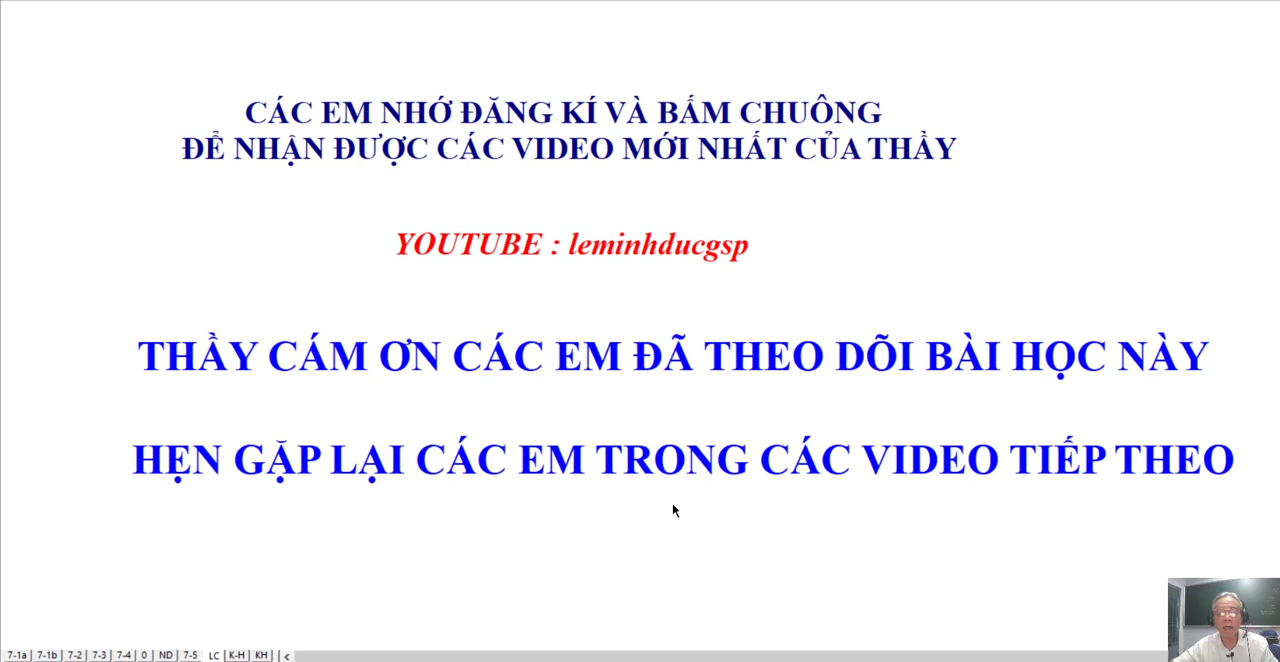 CÁC EM NHỚ ĐĂNG KÍ VÀ BẤM CHUÔNG
ĐỂ NHẬN ĐƯỢC CÁC VIDEO MỚI NHẤT CỦA THẦY
YOUTUBE : leminhducgsp
THẦY CÁM ƠN CÁC EM ĐÃ THEO DÕI BÀI HỌC NÀY
HẸN GẶP LẠI CÁC EM TRONG CÁC VIDEO TIẾP THEO
7-1a 7-1b 7-2 7-3 7-4 0 ND 7-5 LC K-H KH